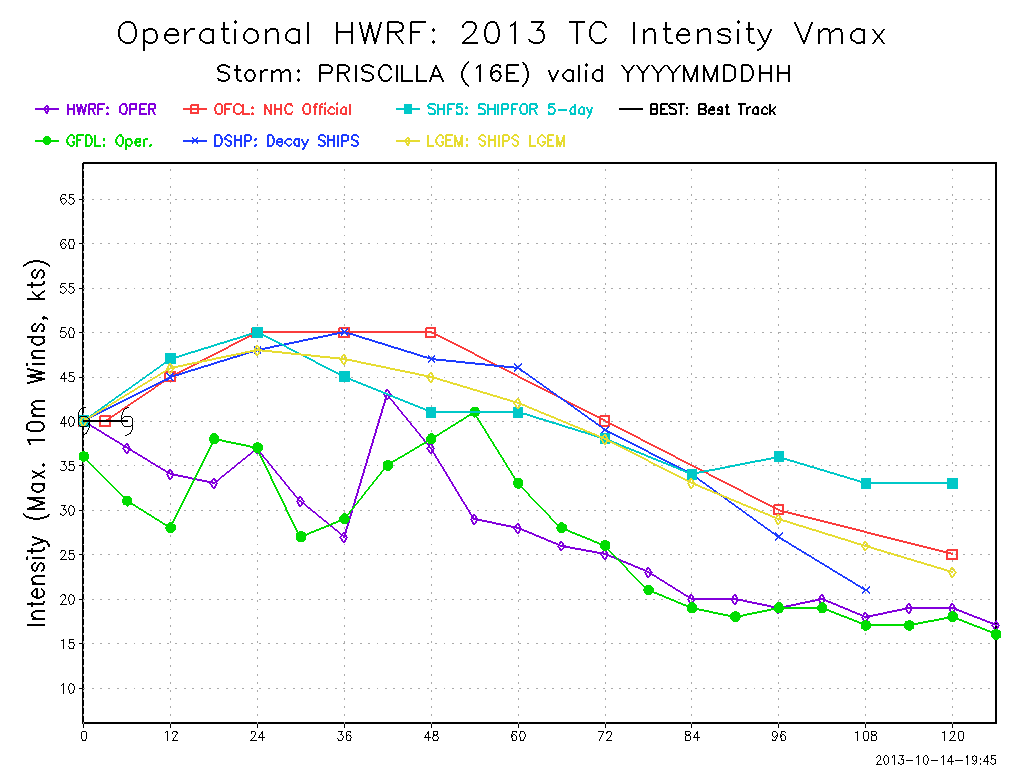 Operational HWRF: 2013 TC Intensity Vmax
Storm: PRISCILLA (16E) valid YYYYMMDDHH
HWRF: OPER OFCL: NHC Official SHF5: SHIPFOR 5-day BEST: Best Track
GFDL: Oper. DSHP: Decay SHIPS LGEM: SHIPS LGEM
Intensity (Max. 10m Winds, kts)
65
60
55
50
45
40
35
30
25
20
15
10
0 12 24 36 48 60 72 84 96 108 120
2013-10-14-19:45